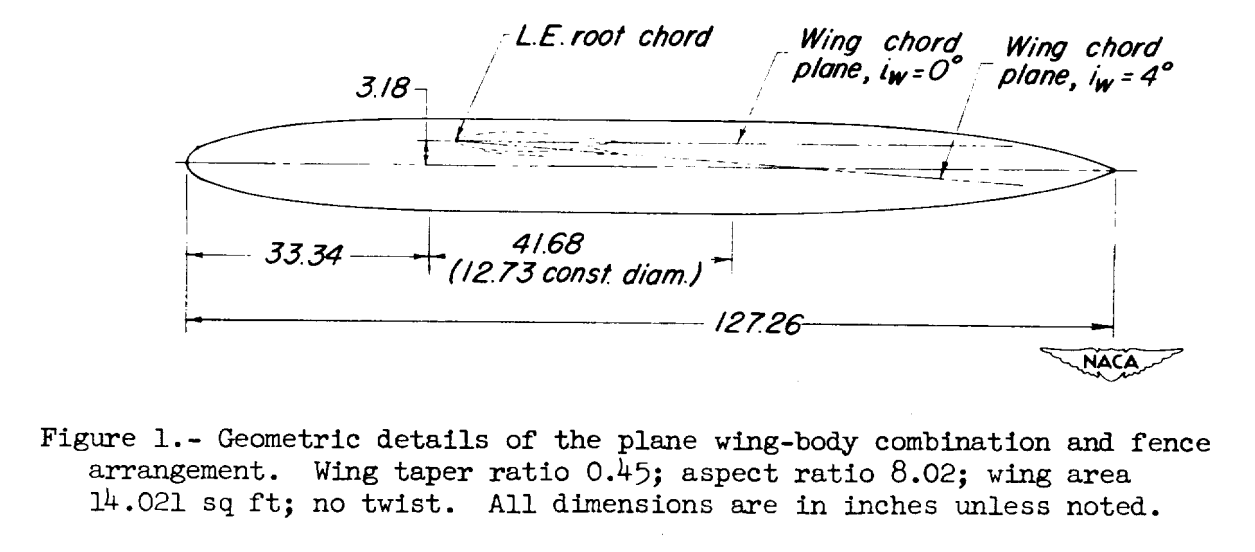 L.E. root chord
Wing chord
plane, iw=0°
Wing chord
plane, iw=4°
3.18
33.34
41.68
(12.73 const. diam.)
127.26
NACA
Figure 1.- Geometric details of the plane wing-body combination and fence
arrangement. Wing taper ratio 0.45; aspect ratio 8.02; wing area
14.021 sq ft; no twist. All dimensions are in inches unless noted.